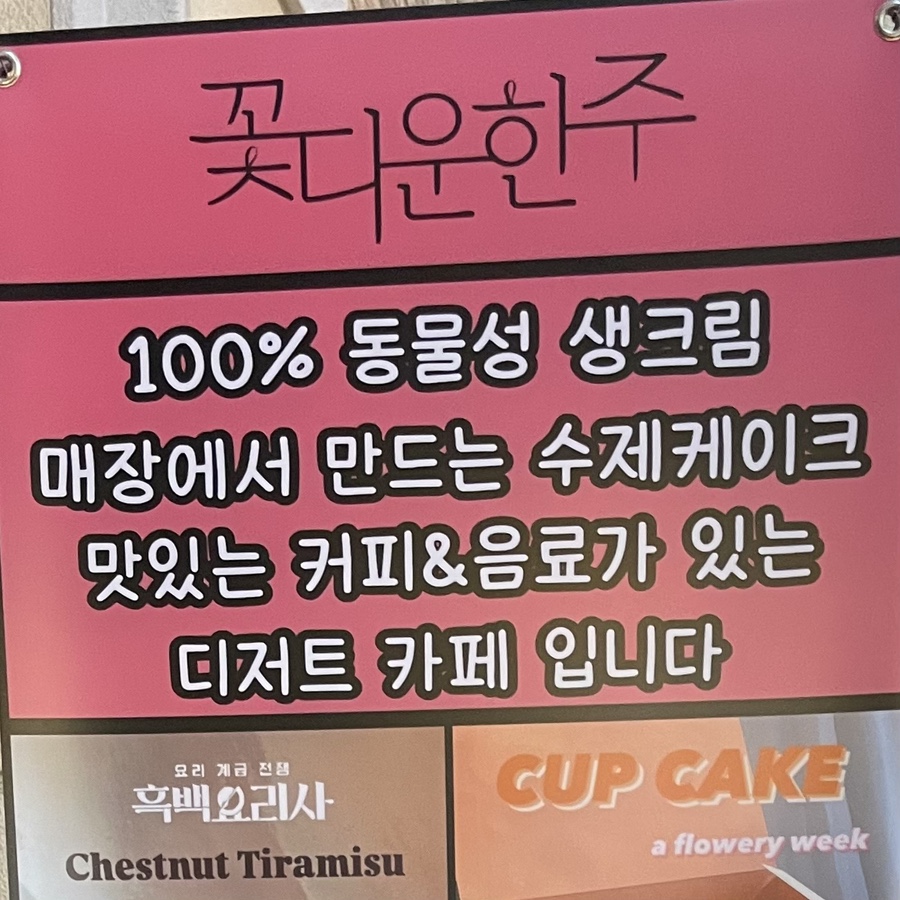 꽃다운한주
100% 동물성 생크림
매장에서 만드는 수제케이크
맛있는 커피&음료가 있는
디저트 카페 입니다
요리 계급 전쟁
흑백요리사
Chestnut Tiramisu
CUP CAKE
a flowery week